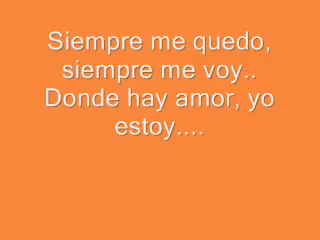 Siempre me quedo,
siempre me voy..
Donde hay amor, yo
estoy....